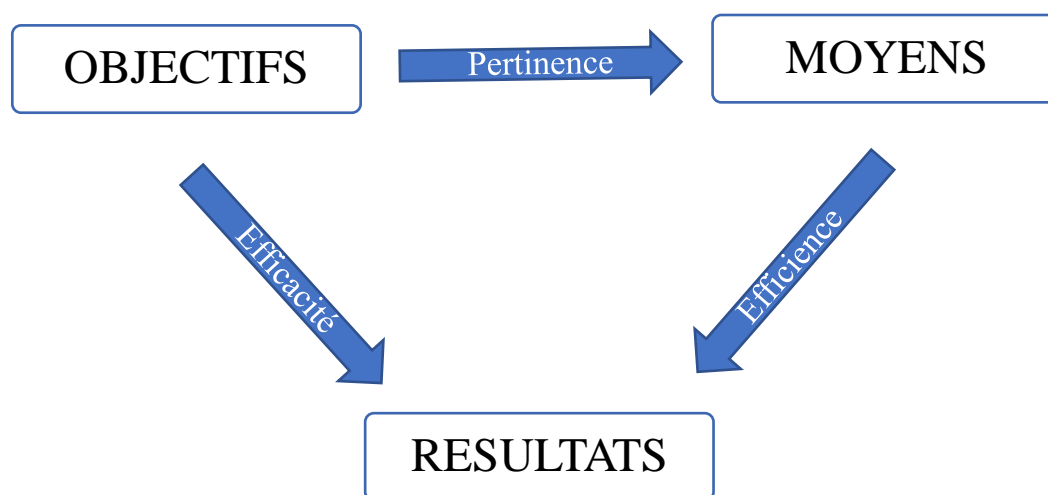 OBJECTIFS
Pertinence
MOYENS
Efficacité
Efficience
RESULTATS